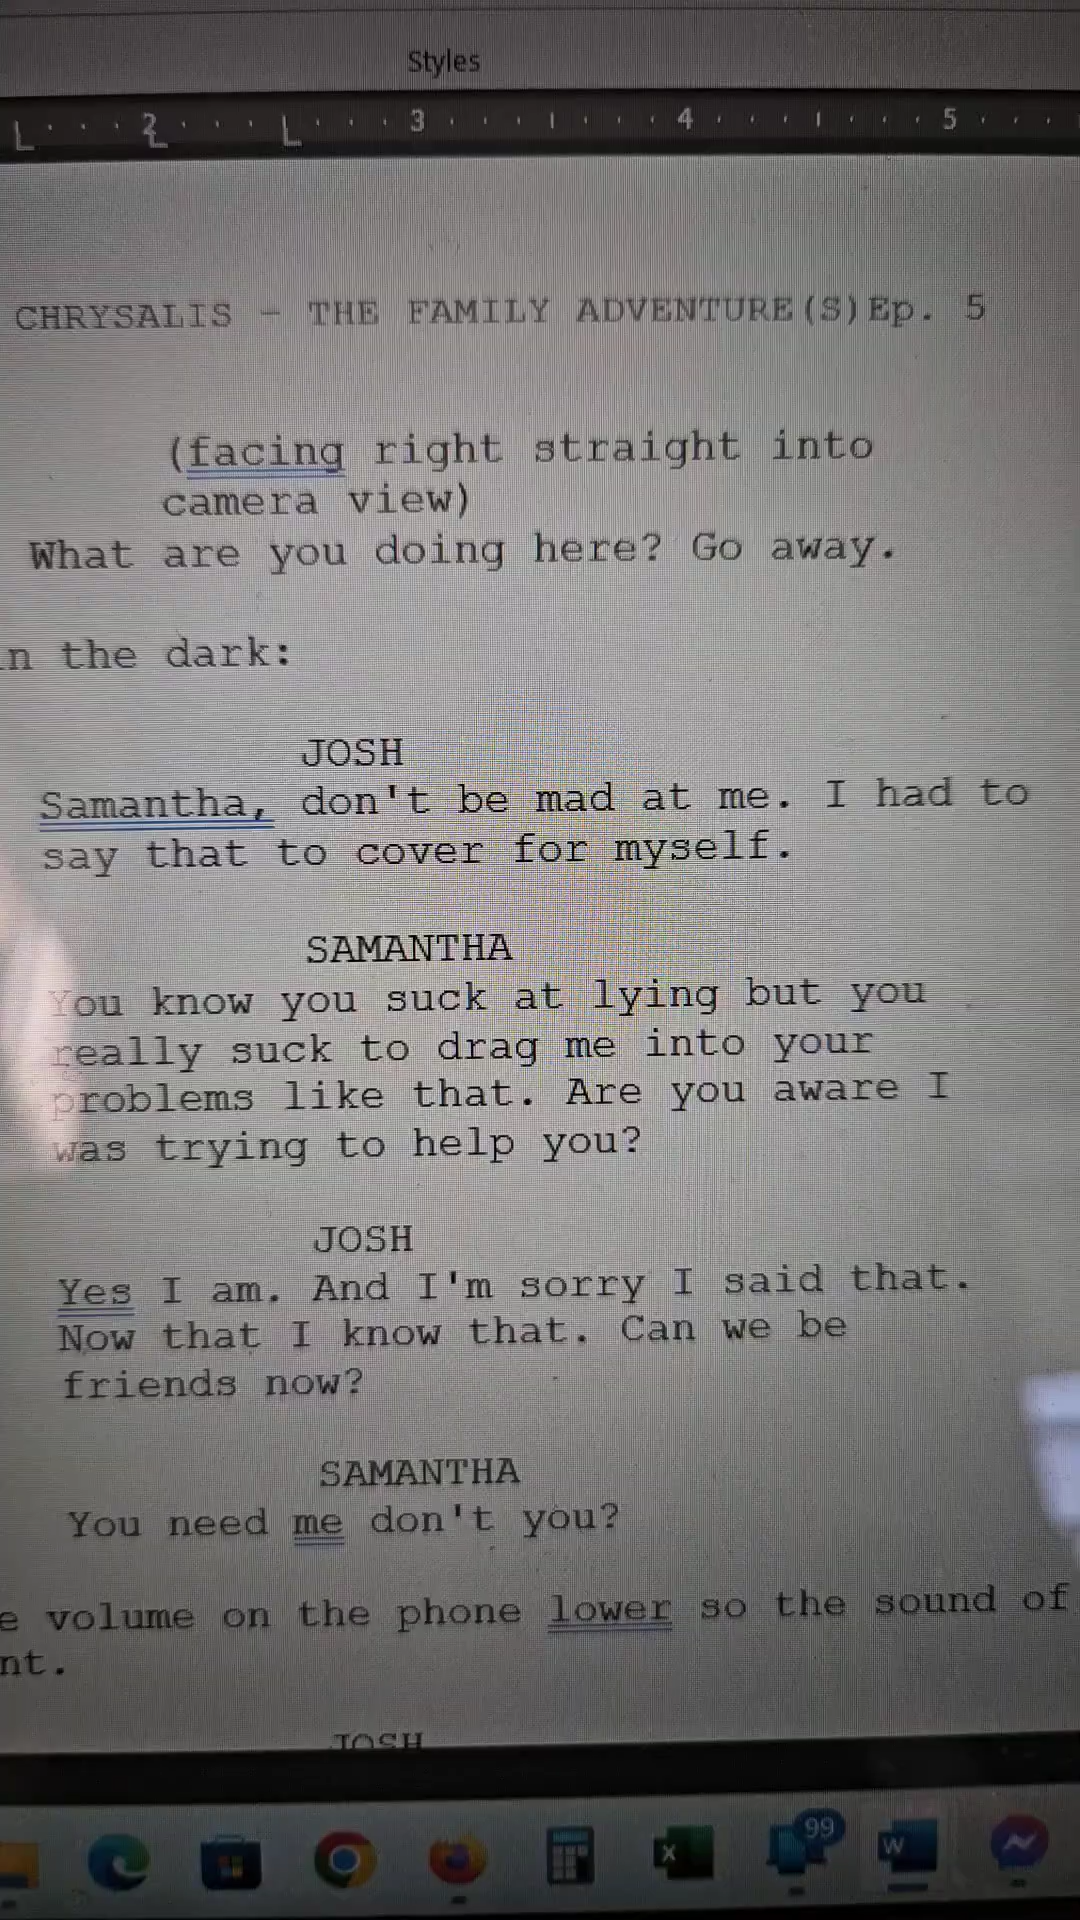 Styles
2 3 4 5
CHRYSALIS - THE FAMILY ADVENTURE(S)Ep. 5
(facing right straight into
camera view)
What are you doing here? Go away.
n the dark:
JOSH
Samantha, don't be mad at me. I had to
say that to cover for myself.
SAMANTHA
You know you suck at lying but you
really suck to drag me into your
problems like that. Are you aware I
was trying to help you?
JOSH
Yes I am. And I'm sorry I said that.
Now that I know that. Can we be
friends now?
SAMANTHA
You need me don't you?
e volume on the phone lower so the sound of
nt.
JOSH
99
W
X